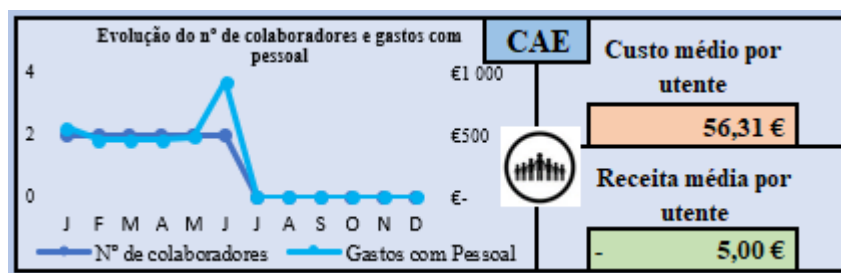 Evolução do nº de colaboradores e gastos com
pessoal
4
2
0
€1 000
€500
€-
J F M A M J J A S O N D
Nº de colaboradores
Gastos com Pessoal
CAE
Custo médio por
utente
56,31 €
Receita média por
utente
- 5,00 €